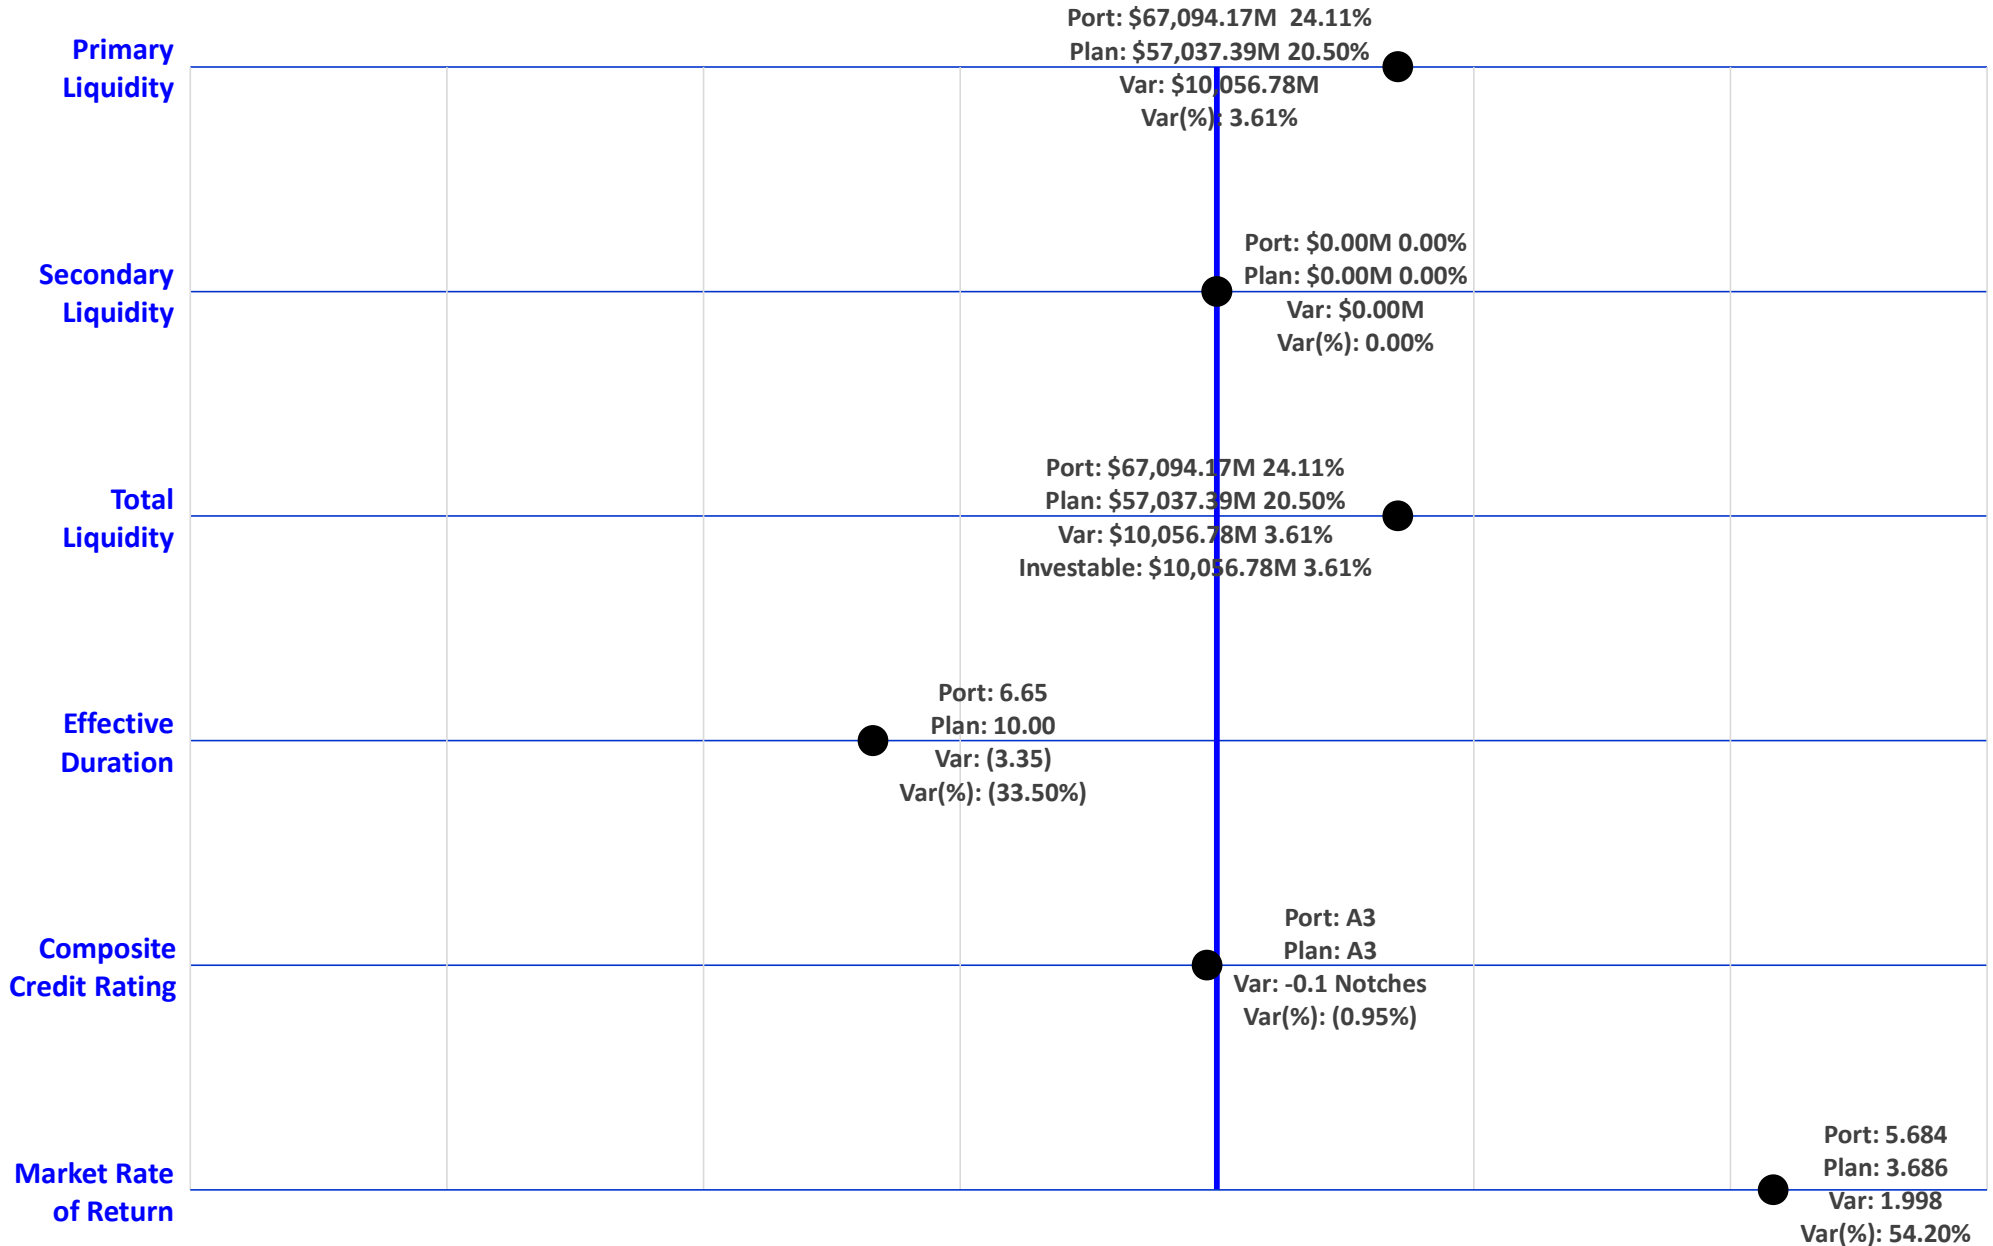 Primary
Liquidity
Port: $67,094.17M  24.11%
Plan: $57,037.39M 20.50%
Var: $10,056.78M
Var(%): 3.61%
Secondary
Liquidity
Port: $0.00M 0.00%
Plan: $0.00M 0.00%
Var: $0.00M
Var(%): 0.00%
Total
Liquidity
Port: $67,094.17M 24.11%
Plan: $57,037.39M 20.50%
Var: $10,056.78M 3.61%
Investable: $10,056.78M 3.61%
Effective
Duration
Port: 6.65
Plan: 10.00
Var: (3.35)
Var(%): (33.50%)
Composite
Credit Rating
Port: A3
Plan: A3
Var: -0.1 Notches
Var(%): (0.95%)
Market Rate
of Return
Port: 5.684
Plan: 3.686
Var: 1.998
Var(%): 54.20%